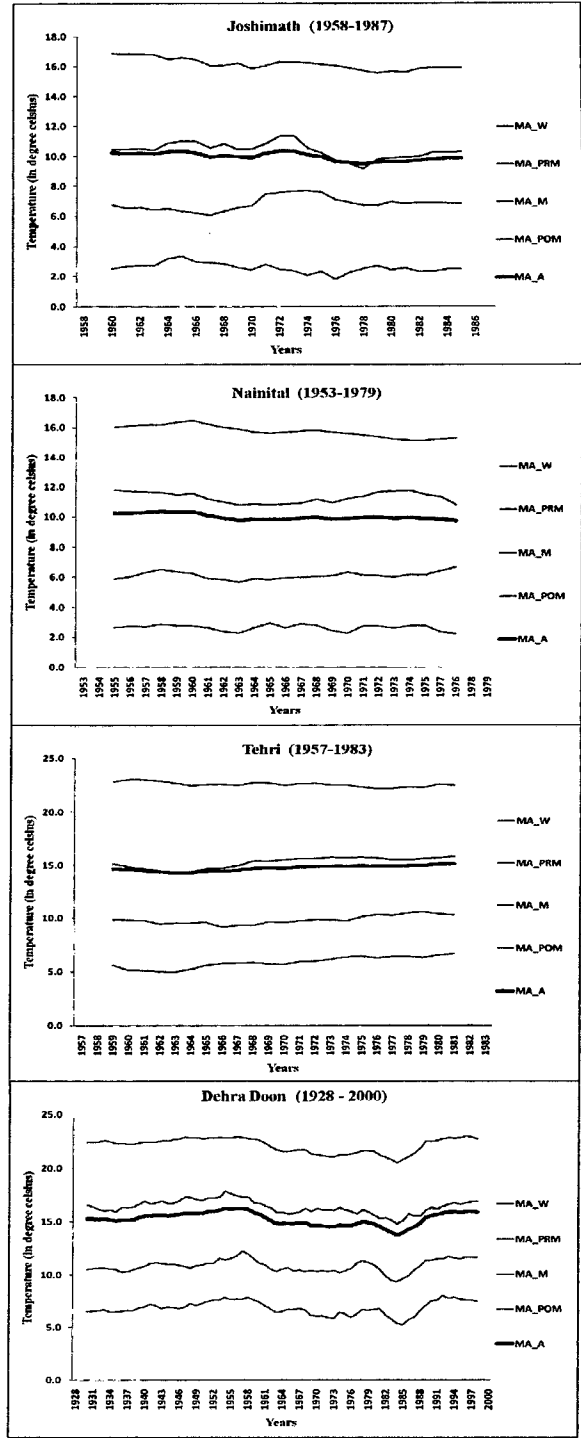 Joshimath (1958-1987)
18.0
16.0
14.0
12.0
10.0
8.0
6.0
4.0
2.0
0.0
Temperature (in degree celsius)
MA_W
MA_PRM
MA_M
MA_POM
MA_A
1958 1960 1962 1964 1966 1968 1970 1972 1974 1976 1978 1980 1982 1984 1986
Years
Nainital (1953-1979)
18.0
16.0
14.0
12.0
10.0
8.0
6.0
4.0
2.0
0.0
Temperature (in degree celsius)
MA_W
MA_PRM
MA_M
MA_POM
MA_A
1953 1954 1955 1956 1957 1958 1959 1960 1961 1962 1963 1964 1965 1966 1967 1968 1969 1970 1971 1972 1973 1974 1975 1976 1978 1979
Years
Tehri (1957-1983)
25.0
20.0
15.0
10.0
5.0
0.0
Temperature (in degree celsius)
MA_W
MA_PRM
MA_M
MA_POM
MA_A
1957 1958 1959 1960 1961 1962 1963 1964 1965 1966 1967 1968 1969 1970 1971 1972 1973 1974 1975 1976 1977 1978 1979 1980 1981 1982 1983
Years
Dehra Doon (1928 - 2000)
25.0
20.0
15.0
10.0
5.0
0.0
Temperature (in degree celsius)
MA_W
MA_PRM
MA_M
MA_POM
MA_A
1928 1931 1934 1937 1940 1943 1946 1949 1952 1955 1958 1961 1964 1967 1970 1973 1976 1979 1982 1985 1988 1991 1994 1997 2000
Years